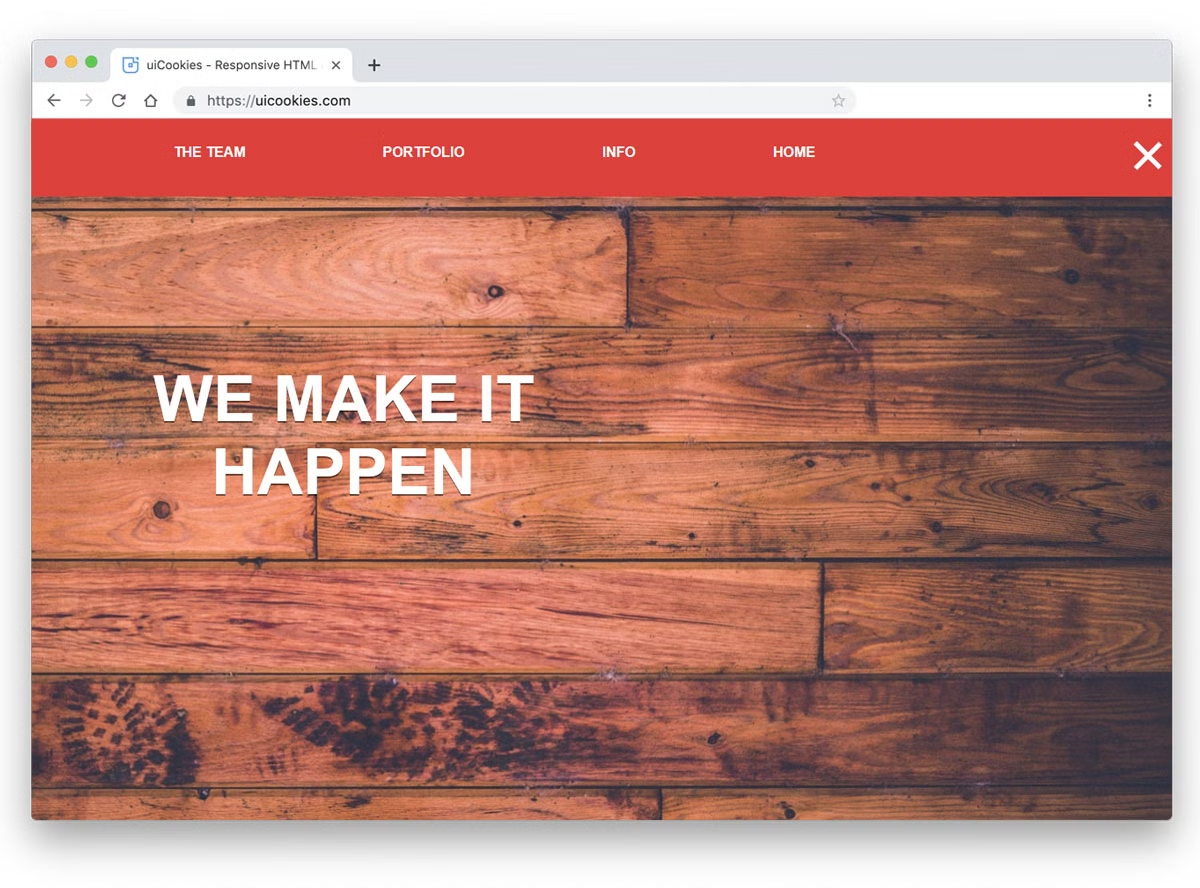 uiCookies - Responsive HTML
https://uicookies.com
THE TEAM PORTFOLIO INFO HOME
WE MAKE IT
HAPPEN